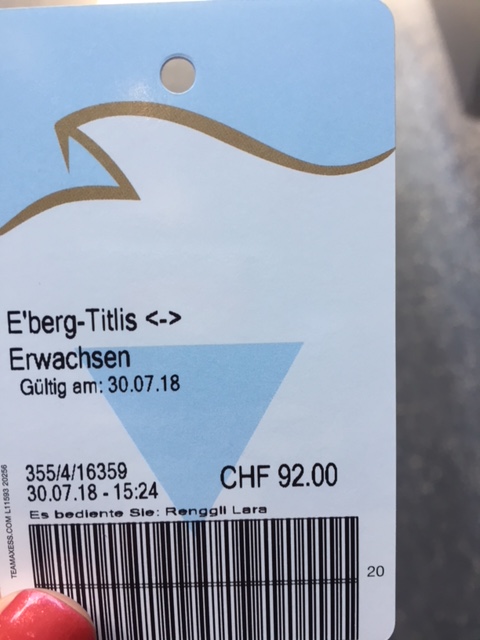 E'berg-Titlis <->
Erwachsen
Gültig am: 30.07.18
355/4/16359
CHF 92.00
30.07.18 - 15:24
Es bediente Sie: Renggli Lara
20
TEAMAXESS.COM L11593 20256